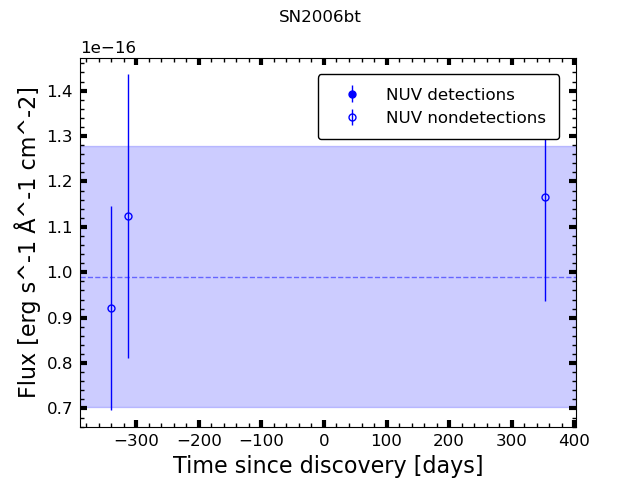 SN2006bt
1e−16
1.4
1.3
1.2
1.1
1.0
0.9
0.8
0.7
Flux [erg s^-1 Å^-1 cm^-2]
NUV detections
NUV nondetections
−300 −200 −100 0 100 200 300 400
Time since discovery [days]